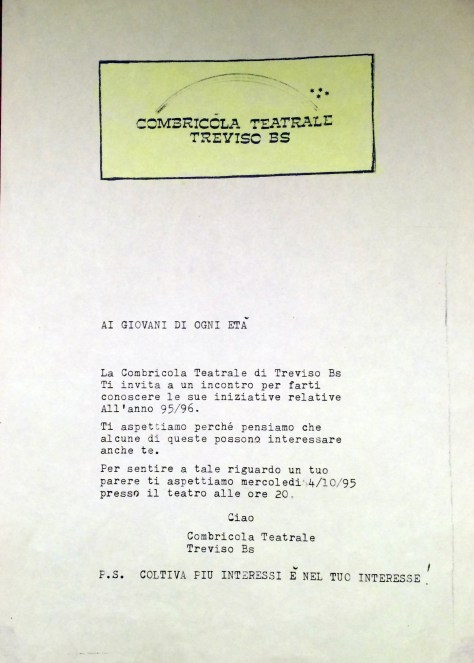 COMBRICOLA TEATRALE
TREVISO BS
AI GIOVANI DI OGNI ETÀ
La Combricola Teatrale di Treviso Bs
Ti invita a un incontro per farti
conoscere le sue iniziative relative
All'anno 95/96.
Ti aspettiamo perché pensiamo che
alcune di queste possono interessare
anche te.
Per sentire a tale riguardo un tuo
parere ti aspettiamo mercoledì 4/10/95
presso il teatro alle ore 20.
Ciao
Combricola Teatrale
Treviso Bs
P.S. COLTIVA PIU INTERESSI È NEL TUO INTERESSE!